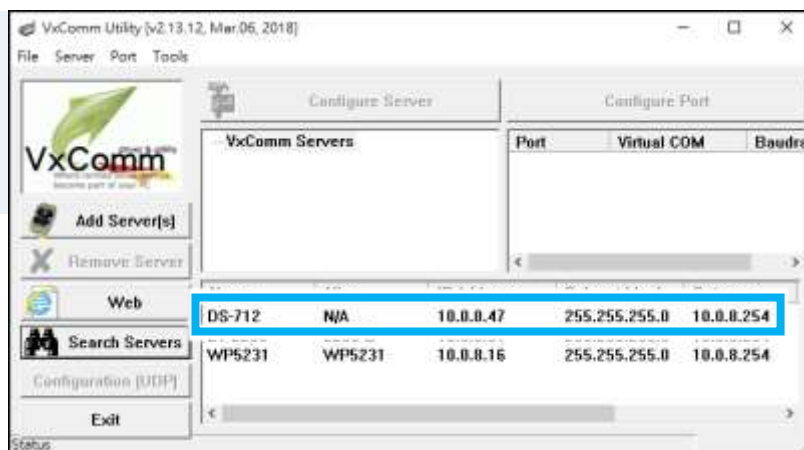 VxComm Utility [v2.13.12, Mar.06, 2018]
File Server Port Tools
Configure Server
Configure Port
VxComm
VxComm Servers
Port Virtual COM Baudra
Add Server(s)
Remove Server
Web
Search Servers
Configuration (UDP)
Exit
DS-712 N/A 10.0.8.47 255.255.255.0 10.0.8.254
WP5231 WP5231 10.0.8.16 255.255.255.0 10.0.8.254
Status